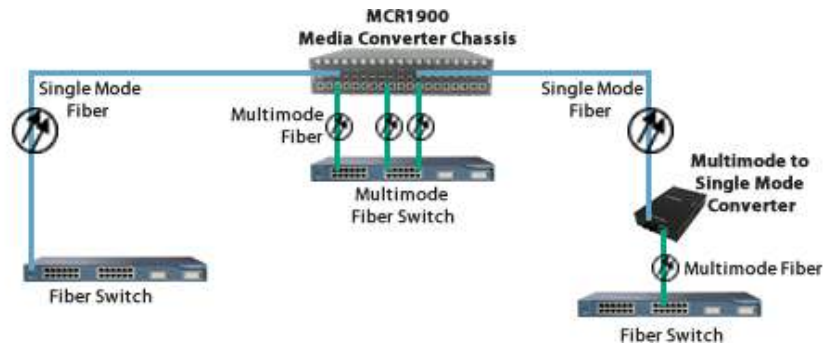 MCR1900
Media Converter Chassis
Single Mode
Fiber
Multimode
Fiber
Single Mode
Fiber
Multimode
Fiber Switch
Multimode to
Single Mode
Converter
Fiber Switch
Multimode Fiber
Fiber Switch